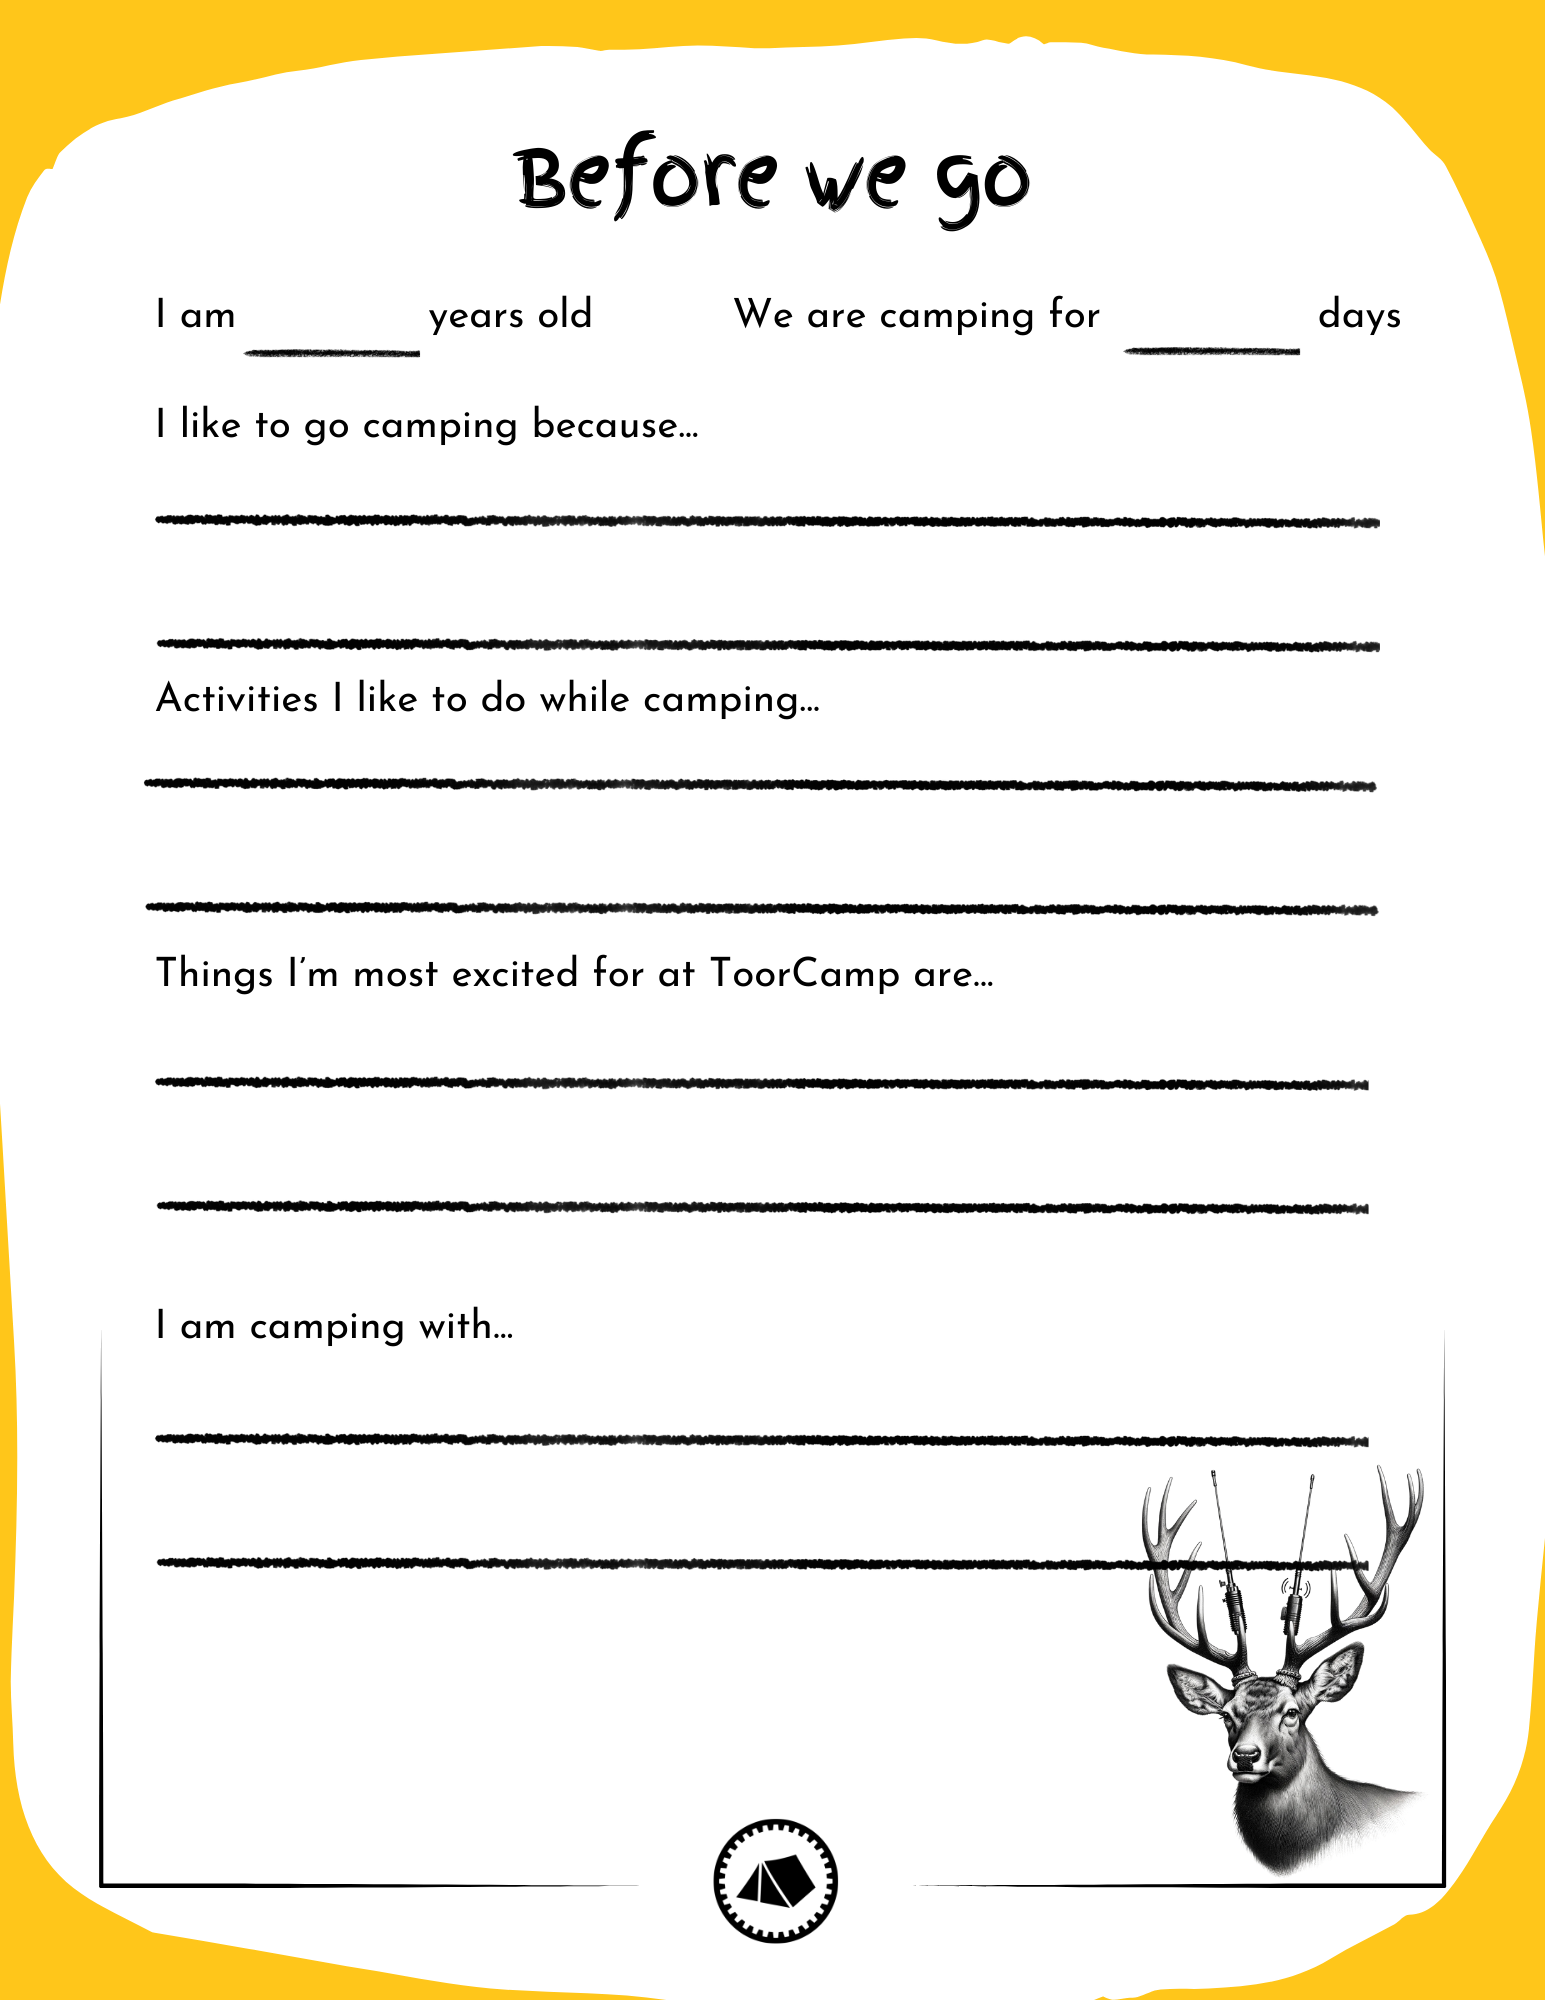 Before we go
I am years old We are camping for days
I like to go camping because...
Activities I like to do while camping...
Things I’m most excited for at ToorCamp are...
I am camping with...